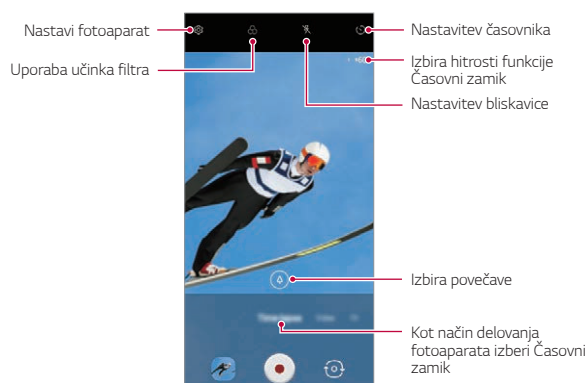 Nastavi fotoaparat
Uporaba učinka filtra
Nastavitev časovnika
Izbira hitrosti funkcije
Časovni zamik
Nastavitev bliskavice
Izbira povečave
Kot način delovanja
fotoaparata izberi Časovni
zamik